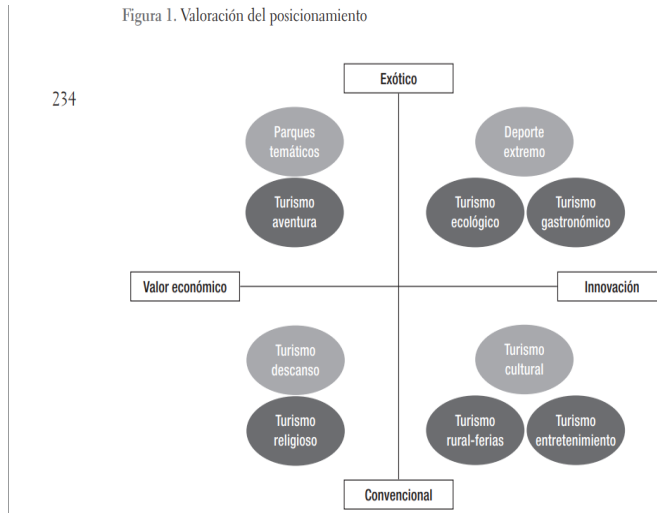 Figura 1. Valoración del posicionamiento
234
Exótico
Parques
temáticos
Deporte
extremo
Turismo
aventura
Turismo
ecológico
Turismo
gastronómico
Valor económico
Innovación
Turismo
descanso
Turismo
cultural
Turismo
religioso
Turismo
rural-ferias
Turismo
entretenimiento
Convencional